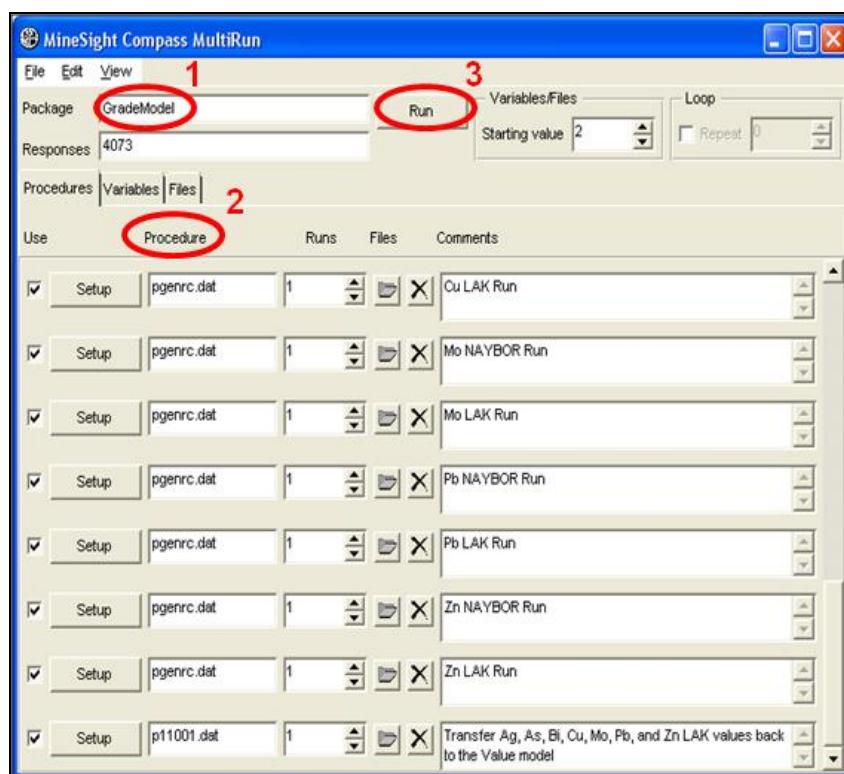 MineSight Compass MultiRun
File Edit View
1
3
Package GradeModel
Run
Variables/Files
Starting value 2
Loop
Repeat 0
Responses 4073
Procedures Variables Files
2
Use Procedure Runs Files Comments
Setup pgenrc.dat 1 Cu LAK Run
Setup pgenrc.dat 1 Mo NAYBOR Run
Setup pgenrc.dat 1 Mo LAK Run
Setup pgenrc.dat 1 Pb NAYBOR Run
Setup pgenrc.dat 1 Pb LAK Run
Setup pgenrc.dat 1 Zn NAYBOR Run
Setup pgenrc.dat 1 Zn LAK Run
Setup p11001.dat 1 Transfer Ag, As, Bi, Cu, Mo, Pb, and Zn LAK values back
to the Value model